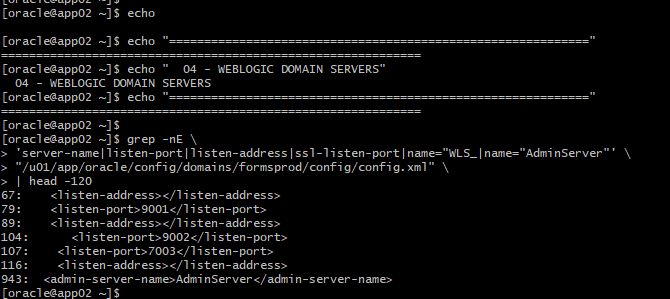 [oracle@app02 ~]$ echo

[oracle@app02 ~]$ echo "============================================================"
============================================================
[oracle@app02 ~]$ echo "  04 - WEBLOGIC DOMAIN SERVERS"
  04 - WEBLOGIC DOMAIN SERVERS
[oracle@app02 ~]$ echo "============================================================"
============================================================
[oracle@app02 ~]$
[oracle@app02 ~]$ grep -nE \
> 'server-name|listen-port|listen-address|ssl-listen-port|name="WLS_|name="AdminServer"' \
> "/u01/app/oracle/config/domains/formsprod/config/config.xml" \
> | head -120
67:    <listen-address></listen-address>
79:    <listen-port>9001</listen-port>
89:    <listen-address></listen-address>
104:      <listen-port>9002</listen-port>
107:    <listen-port>7003</listen-port>
116:    <listen-address></listen-address>
943:  <admin-server-name>AdminServer</admin-server-name>
[oracle@app02 ~]$